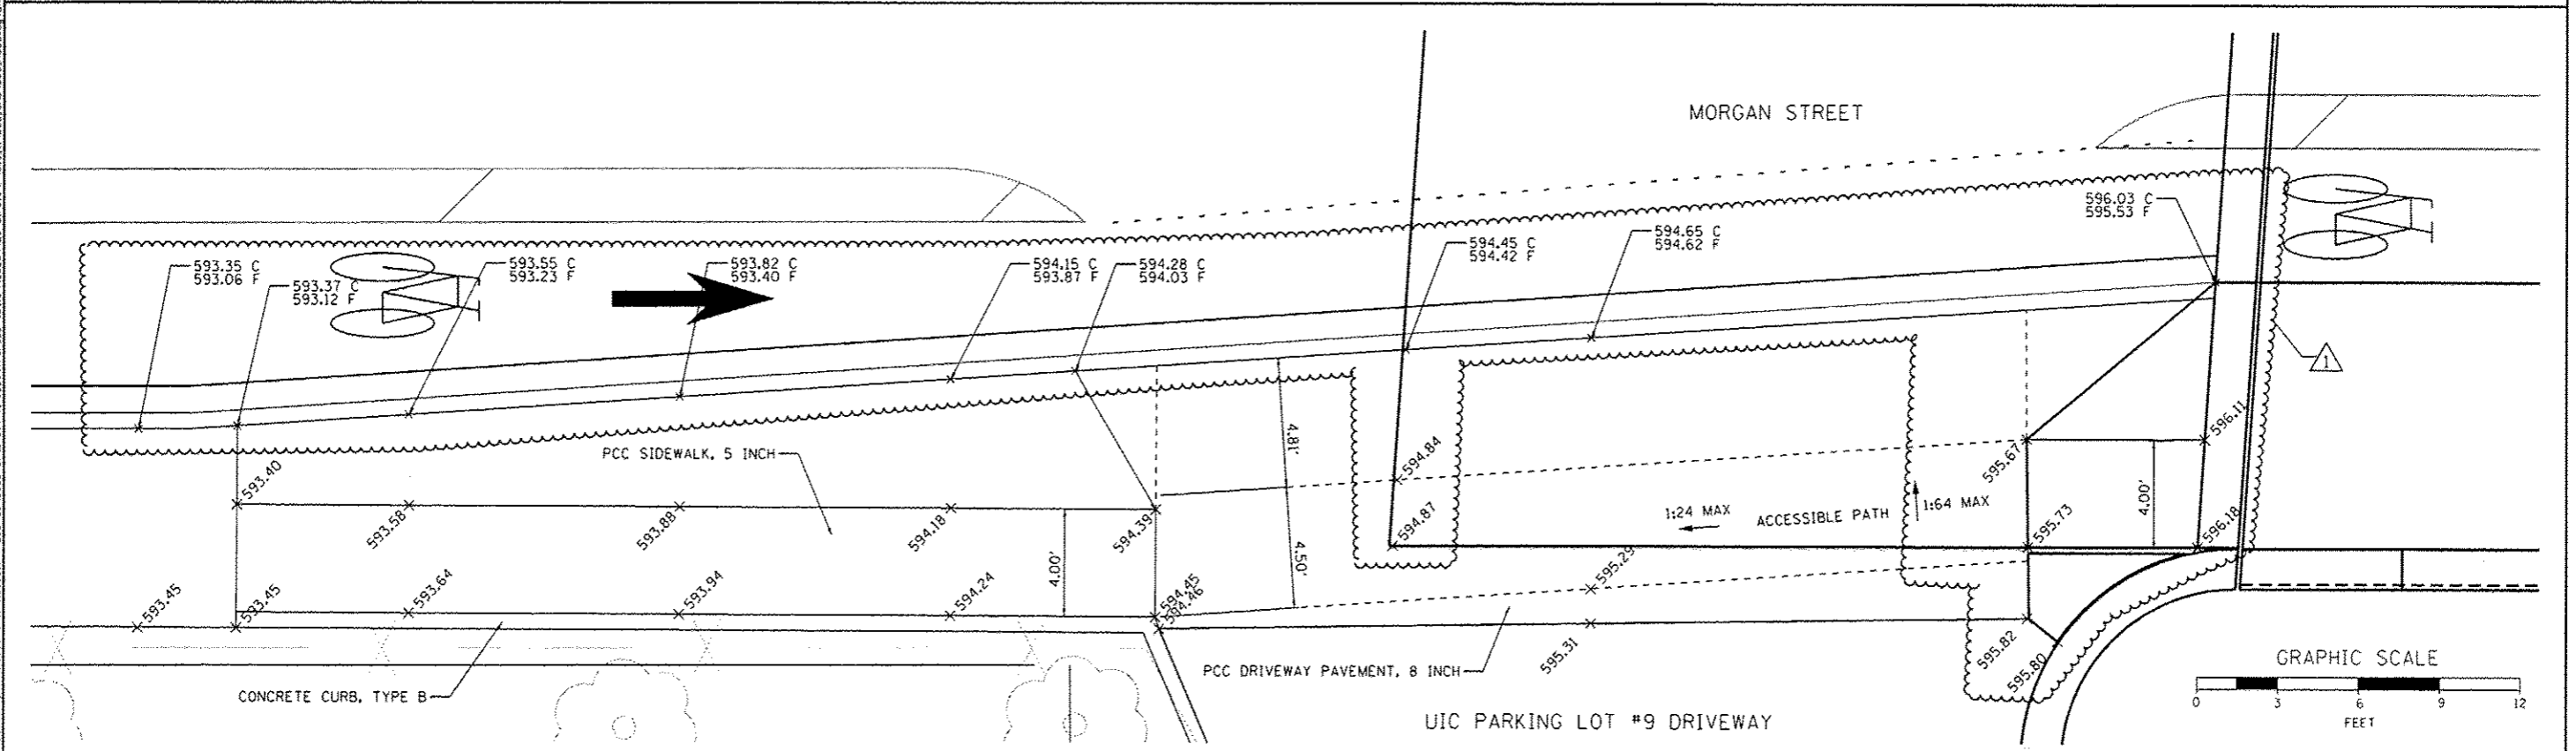 MORGAN STREET
596.03 C
595.53 F
594.65 C
594.62 F
594.45 C
594.42 F
593.35 C
593.06 F
593.37 C
593.12 F
593.55 C
593.23 F
593.82 C
593.40 F
594.15 C
593.87 F
594.28 C
594.03 F
1
PCC SIDEWALK, 5 INCH
4.81'
594.84
595.67
596.11
593.40
593.58
593.88
594.18
594.39
4.00'
4.50'
594.87
1:24 MAX
ACCESSIBLE PATH
1:64 MAX
595.73
4.00'
596.18
593.45
593.45
593.64
593.94
594.24
594.45
594.46
595.29
595.31
595.82
595.80
CONCRETE CURB, TYPE B
PCC DRIVEWAY PAVEMENT, 8 INCH
UIC PARKING LOT #9 DRIVEWAY
GRAPHIC SCALE
0 3 6 9 12
FEET